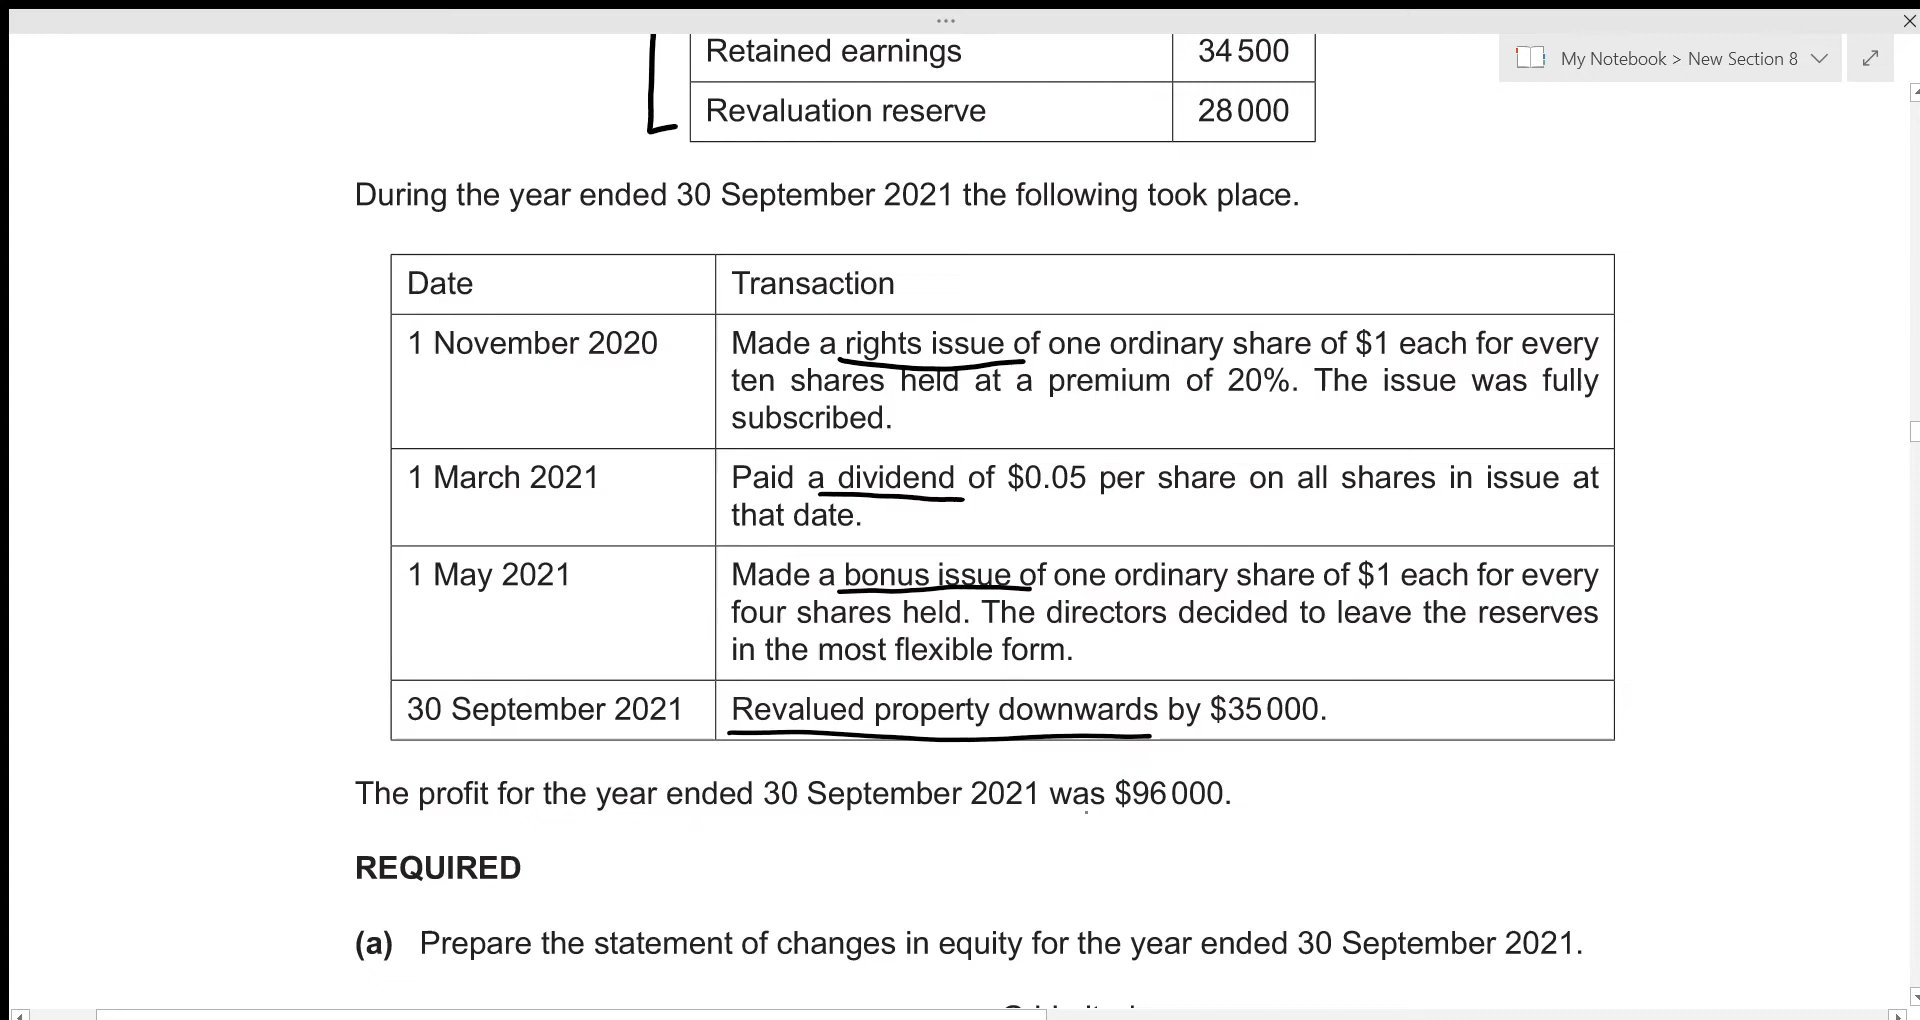 ...
My Notebook > New Section 8
Retained earnings 34 500
Revaluation reserve 28 000
During the year ended 30 September 2021 the following took place.
Date Transaction
1 November 2020 Made a rights issue of one ordinary share of $1 each for every
ten shares held at a premium of 20%. The issue was fully
subscribed.
1 March 2021 Paid a dividend of $0.05 per share on all shares in issue at
that date.
1 May 2021 Made a bonus issue of one ordinary share of $1 each for every
four shares held. The directors decided to leave the reserves
in the most flexible form.
30 September 2021 Revalued property downwards by $35 000.
The profit for the year ended 30 September 2021 was $96 000.
REQUIRED
(a) Prepare the statement of changes in equity for the year ended 30 September 2021.